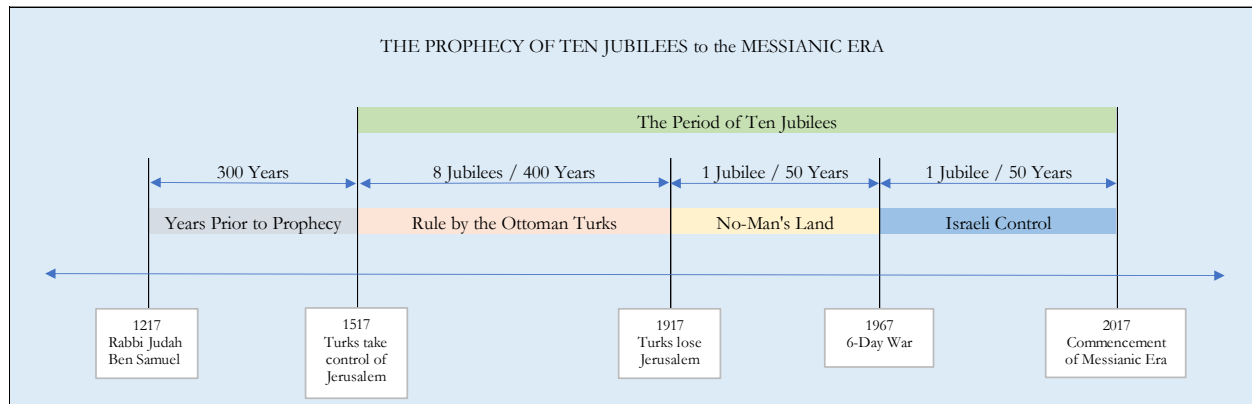 THE PROPHECY OF TEN JUBILEES to the MESSIANIC ERA
The Period of Ten Jubilees
300 Years
8 Jubilees / 400 Years
1 Jubilee / 50 Years
1 Jubilee / 50 Years
Years Prior to Prophecy
Rule by the Ottoman Turks
No-Man's Land
Israeli Control
1217
Rabbi Judah
Ben Samuel
1517
Turks take
control of
Jerusalem
1917
Turks lose
Jerusalem
1967
6-Day War
2017
Commencement
of Messianic Era